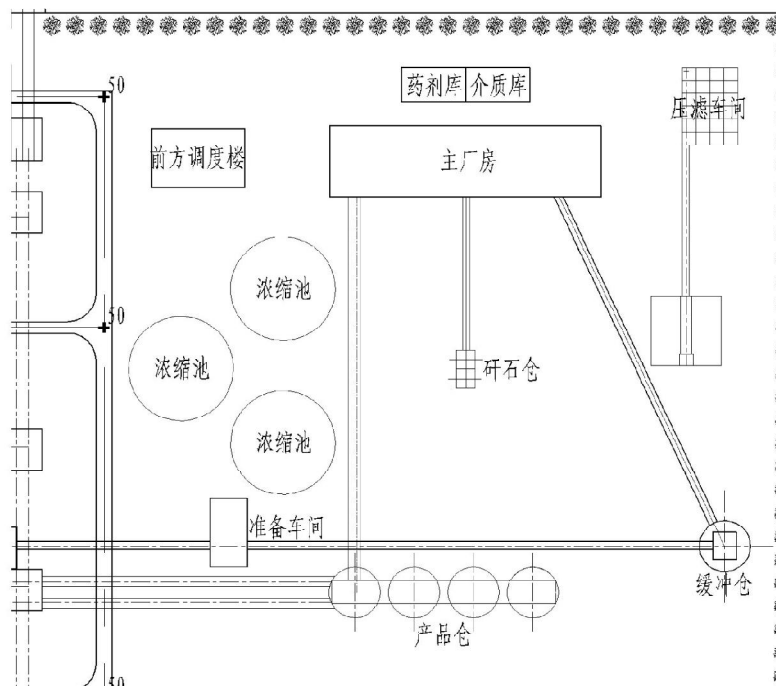 50
药剂库 介质库
压滤车间
前方调度楼
主厂房
浓缩池
50
浓缩池
矸石仓
浓缩池
准备车间
缓冲仓
产品仓
50